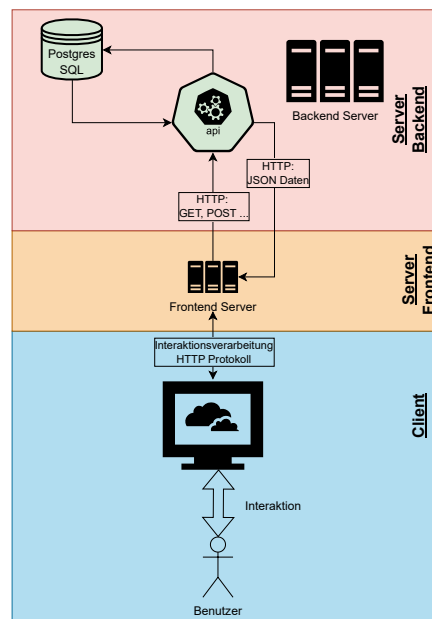 Postgres
SQL
api
Backend Server
Server
Backend
HTTP:
JSON Daten
HTTP:
GET, POST ...
Frontend Server
Server
Frontend
Interaktionsverarbeitung
HTTP Protokoll
Client
Interaktion
Benutzer